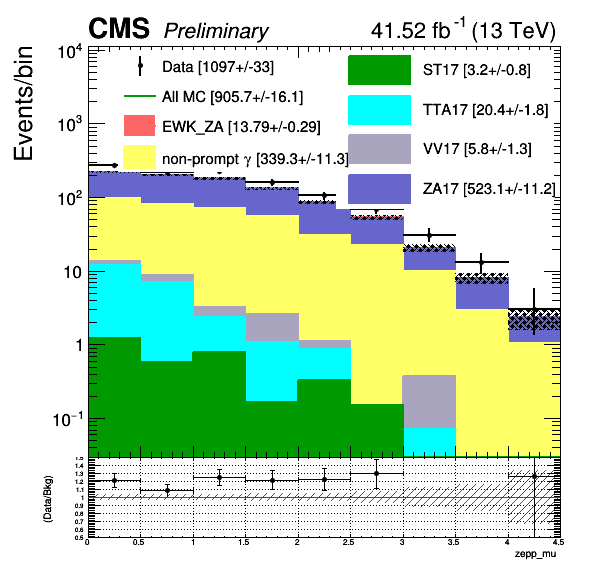 CMS Preliminary 41.52 fb⁻¹ (13 TeV)
Events/bin
10⁴
10³
10²
10
1
10⁻¹
Data [1097+/-33]
All MC [905.7+/-16.1]
EWK_ZA [13.79+/-0.29]
non-prompt γ [339.3+/-11.3]
ST17 [3.2+/-0.8]
TTA17 [20.4+/-1.8]
VV17 [5.8+/-1.3]
ZA17 [523.1+/-11.2]
(Data/Bkg)
1.5
1.4
1.3
1.2
1.1
1
0.9
0.8
0.7
0.6
0.5
0 0.5 1 1.5 2 2.5 3 3.5 4 4.5
zepp_mu